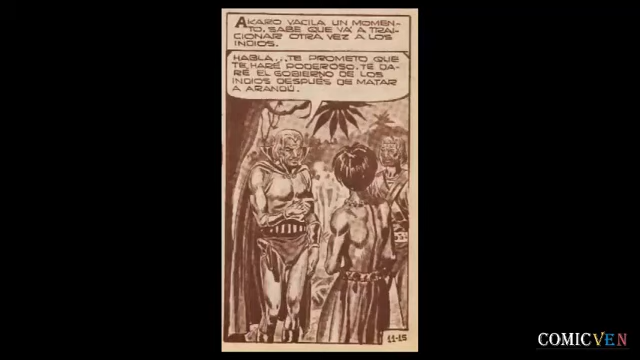 AKARO VACILA UN MOMEN-
TO, SABE QUE VA A TRAI-
CIONAR OTRA VEZ A LOS
INDIOS.
HABLA... TE PROMETO QUE
TE HARÉ PODEROSO. TE DA-
RÉ EL GOBIERNO DE LOS
INDIOS DESPUÉS DE MATAR
A ARANDÚ.
11-15
COMICVEN